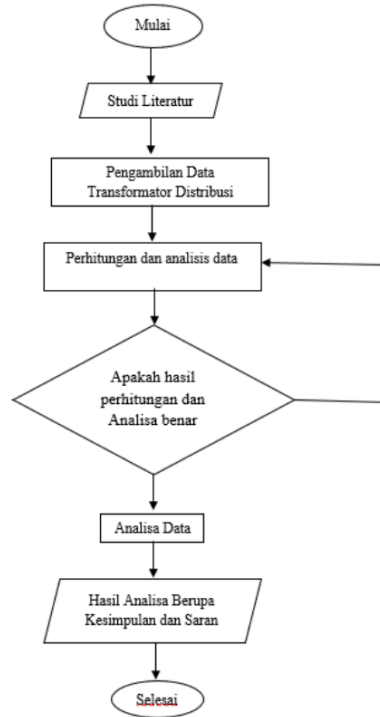 Mulai
Studi Literatur
Pengambilan Data
Transformator Distribusi
Perhitungan dan analisis data
Apakah hasil
perhitungan dan
Analisa benar
Analisa Data
Hasil Analisa Berupa
Kesimpulan dan Saran
Selesai